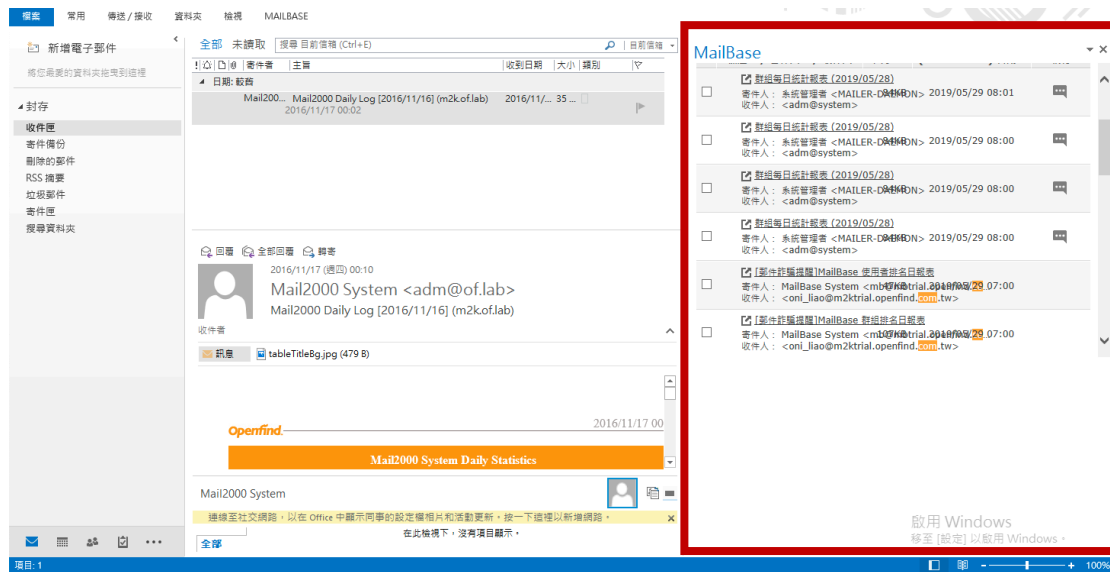 檔案 常用 傳送 / 接收 資料夾 檢視 MAILBASE
新增電子郵件
將您最愛的資料夾拖曳到這裡
封存
收件匣
寄件備份
刪除的郵件
RSS 摘要
垃圾郵件
寄件匣
搜尋資料夾
項目: 1
全部 未讀取 搜尋 目前信箱 (Ctrl+E) 目前信箱
寄件者 主旨 收到日期 大小 類別
日期: 較舊
Mail200... Mail2000 Daily Log [2016/11/16] (m2k.of.lab) 2016/11/... 35 ...
2016/11/17 00:02
回覆 全部回覆 轉寄
2016/11/17 (週四) 00:10
Mail2000 System <adm@of.lab>
Mail2000 Daily Log [2016/11/16] (m2k.of.lab)
收件者
訊息 tableTitleBg.jpg (479 B)
2016/11/17 00
Openfind
Mail2000 System Daily Statistics
Mail2000 System
連線至社交網路，以在 Office 中顯示同事的設定檔相片和活動更新。按一下這裡以新增網路。
在此檢視下，沒有項目顯示。
全部
MailBase
群組每日統計報表 (2019/05/28)
寄件人： 系統管理者 <MAILER-DAEMON> 2019/05/29 08:01
收件人： <adm@system>
群組每日統計報表 (2019/05/28)
寄件人： 系統管理者 <MAILER-DAEMON> 2019/05/29 08:00
收件人： <adm@system>
群組每日統計報表 (2019/05/28)
寄件人： 系統管理者 <MAILER-DAEMON> 2019/05/29 08:00
收件人： <adm@system>
群組每日統計報表 (2019/05/28)
寄件人： 系統管理者 <MAILER-DAEMON> 2019/05/29 08:00
收件人： <adm@system>
[郵件詐騙提醒]MailBase 使用者排名日報表
寄件人： MailBase System 2019/05/29 07:00
收件人： <oni_liao@m2ktrial.openfind.com.tw>
[郵件詐騙提醒]MailBase 群組排名日報表
寄件人： MailBase System 107KB 2019/05/29 07:00
收件人： <oni_liao@m2ktrial.openfind.com.tw>
啟用 Windows
移至 [設定] 以啟用 Windows。
100%